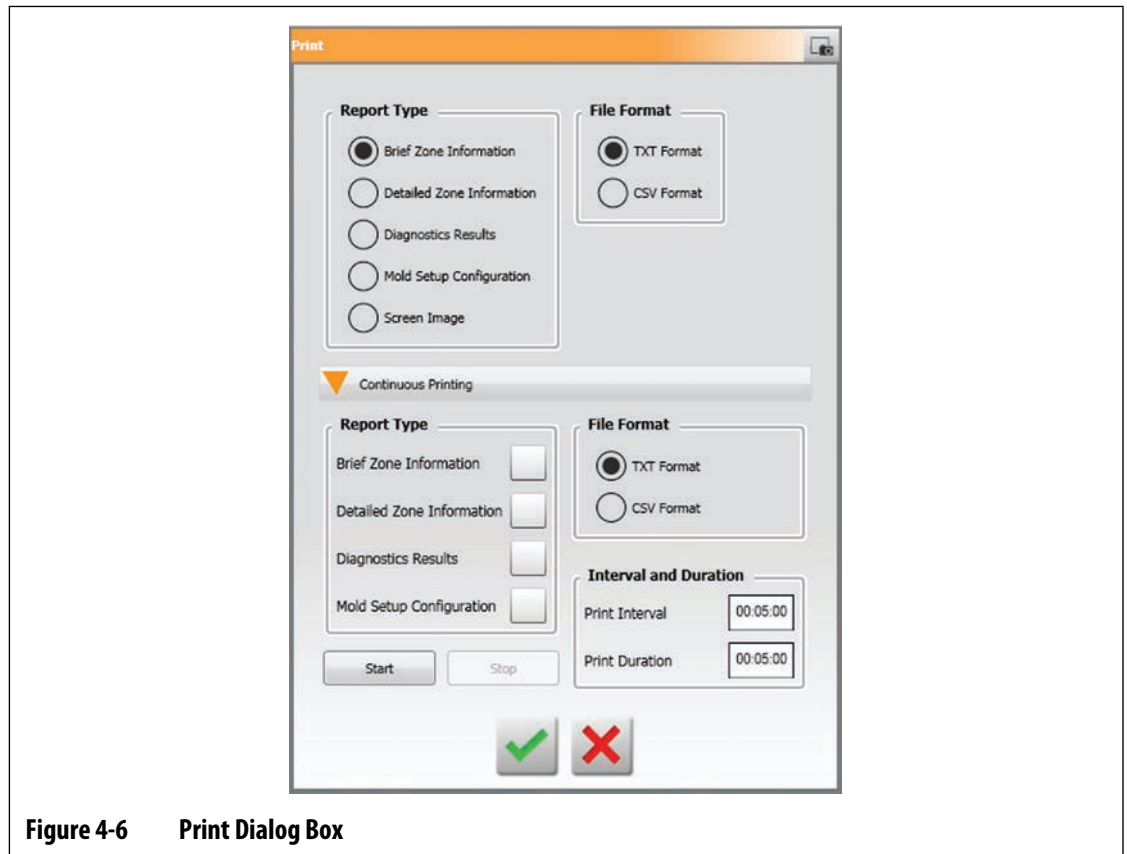 Print
Report Type
Brief Zone Information
Detailed Zone Information
Diagnostics Results
Mold Setup Configuration
Screen Image
File Format
TXT Format
CSV Format
Continuous Printing
Report Type
Brief Zone Information
Detailed Zone Information
Diagnostics Results
Mold Setup Configuration
File Format
TXT Format
CSV Format
Interval and Duration
Print Interval 00:05:00
Print Duration 00:05:00
Start Stop
Figure 4-6 Print Dialog Box